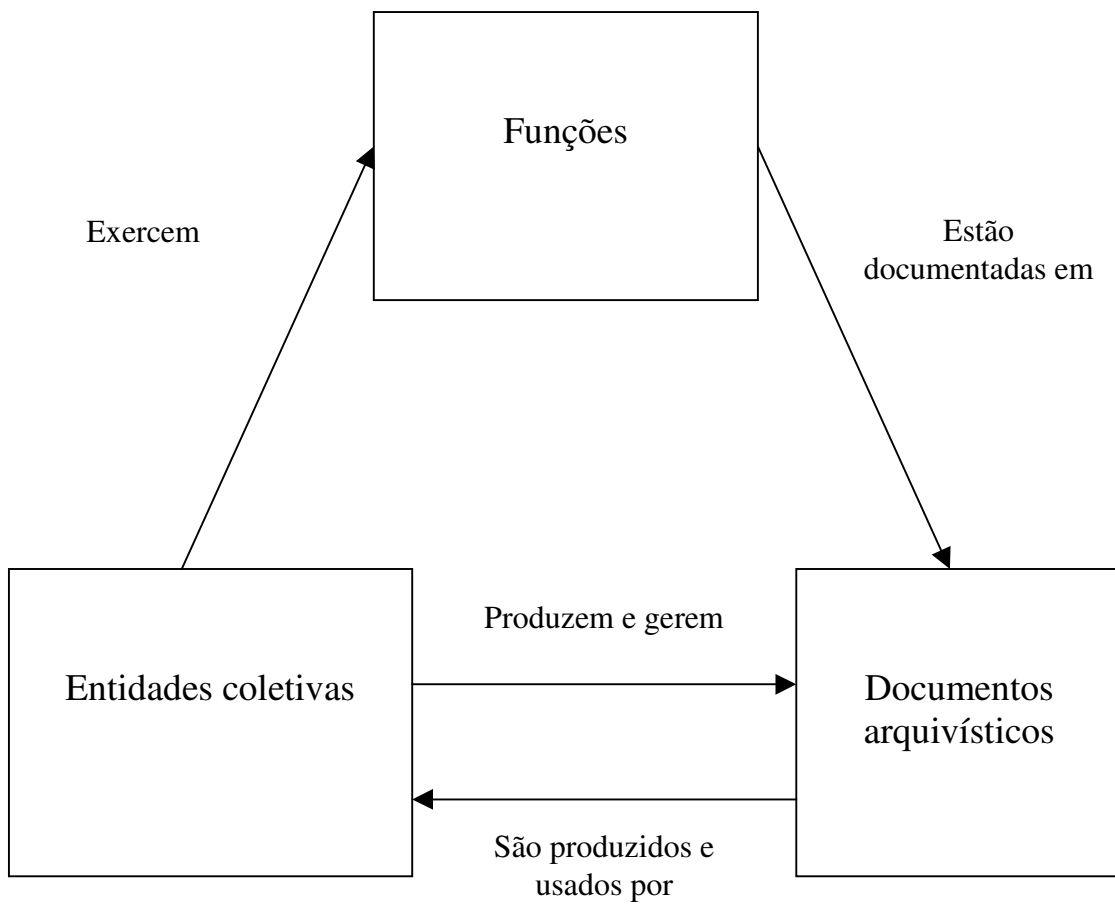 Funções
Exercem
Estão
documentadas em
Produzem e gerem
Entidades coletivas
Documentos
arquivísticos
São produzidos e
usados por